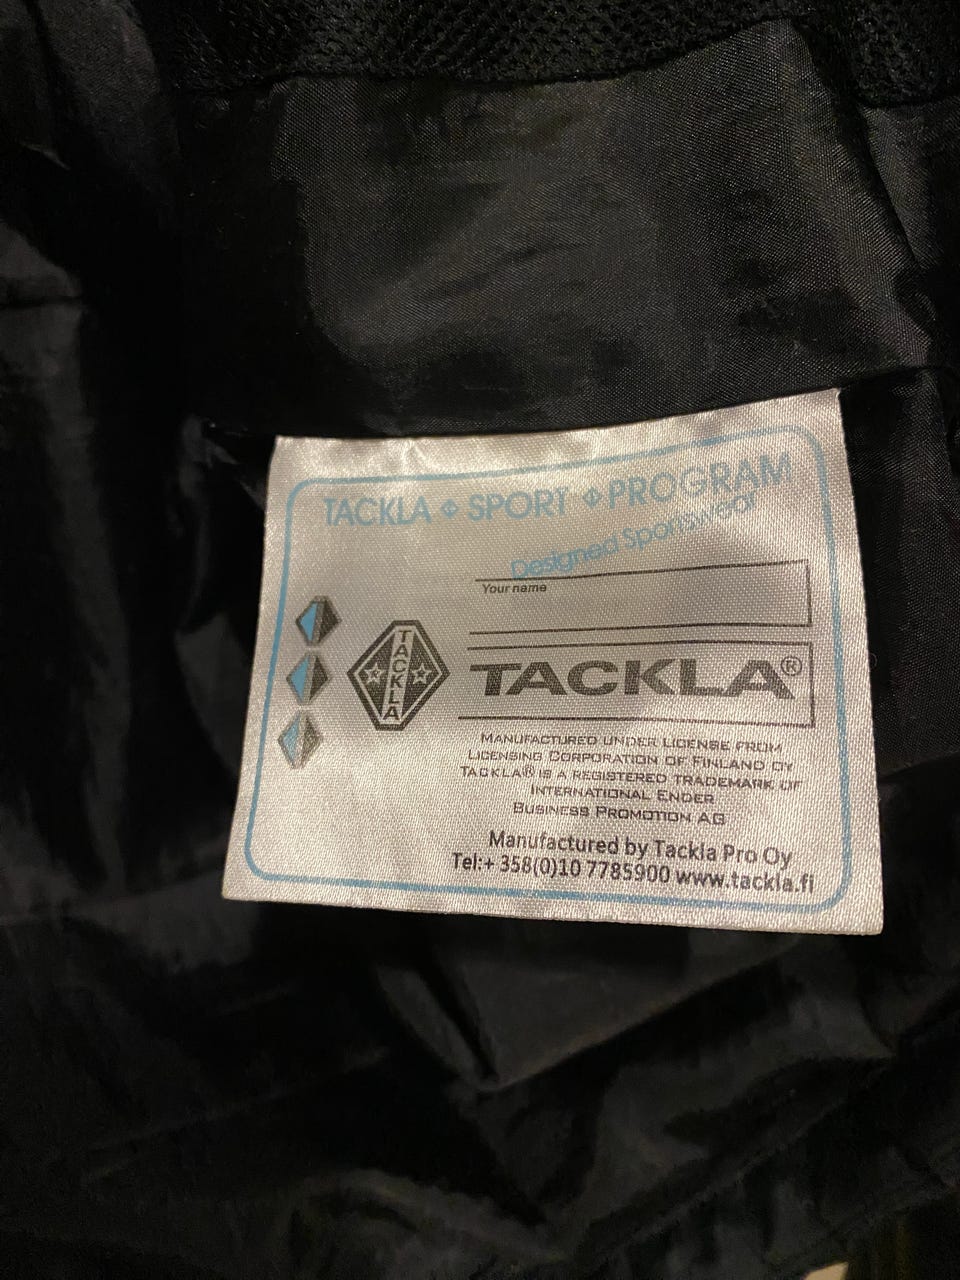 TACKLA SPORT PROGRAM
Designed Sportswear
Your name
TACKLA
TACKLA®
MANUFACTURED UNDER LICENSE FROM
LICENSING CORPORATION OF FINLAND OY
TACKLA® IS A REGISTERED TRADEMARK OF
INTERNATIONAL ENDER
BUSINESS PROMOTION AG
Manufactured by Tackla Pro Oy
Tel:+ 358(0)10 7785900 www.tackla.fi